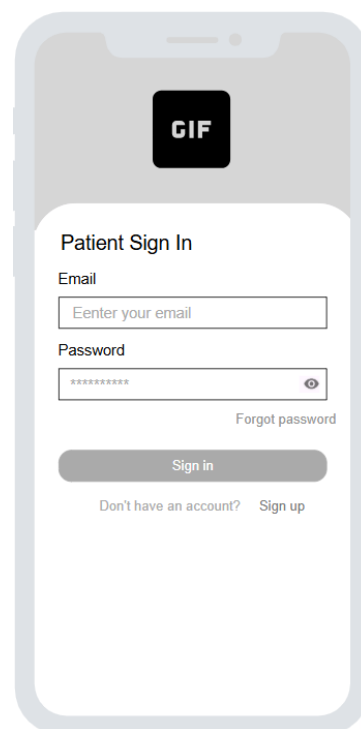 GIF
Patient Sign In
Email
Eenter your email
Password
**********
Forgot password
Sign in
Don't have an account? Sign up